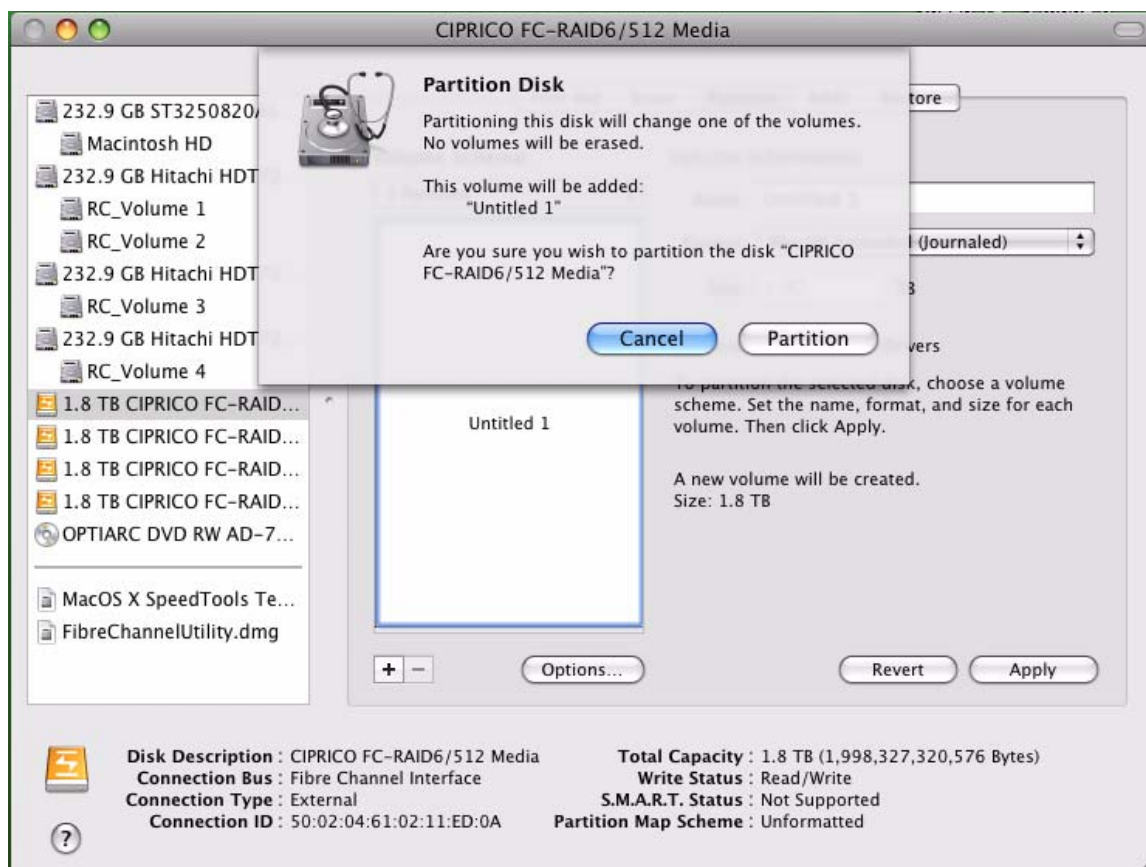 CIPRICO FC-RAID6/512 Media
Partition Disk
Partitioning this disk will change one of the volumes.
No volumes will be erased.
This volume will be added:
“Untitled 1”
Are you sure you wish to partition the disk “CIPRICO
FC-RAID6/512 Media”?
Cancel
Partition
232.9 GB ST3250820A
Macintosh HD
232.9 GB Hitachi HDT
RC_Volume 1
RC_Volume 2
232.9 GB Hitachi HDT
RC_Volume 3
232.9 GB Hitachi HDT
RC_Volume 4
1.8 TB CIPRICO FC-RAID...
1.8 TB CIPRICO FC-RAID...
1.8 TB CIPRICO FC-RAID...
1.8 TB CIPRICO FC-RAID...
OPTIARC DVD RW AD-7...
MacOS X SpeedTools Te...
FibreChannelUtility.dmg
tore
(Journaled)
Untitled 1
To partition the selected disk, choose a volume
scheme. Set the name, format, and size for each
volume. Then click Apply.
A new volume will be created.
Size: 1.8 TB
+
−
Options...
Revert
Apply
Disk Description : CIPRICO FC-RAID6/512 Media
Connection Bus : Fibre Channel Interface
Connection Type : External
Connection ID : 50:02:04:61:02:11:ED:0A
Total Capacity : 1.8 TB (1,998,327,320,576 Bytes)
Write Status : Read/Write
S.M.A.R.T. Status : Not Supported
Partition Map Scheme : Unformatted
?